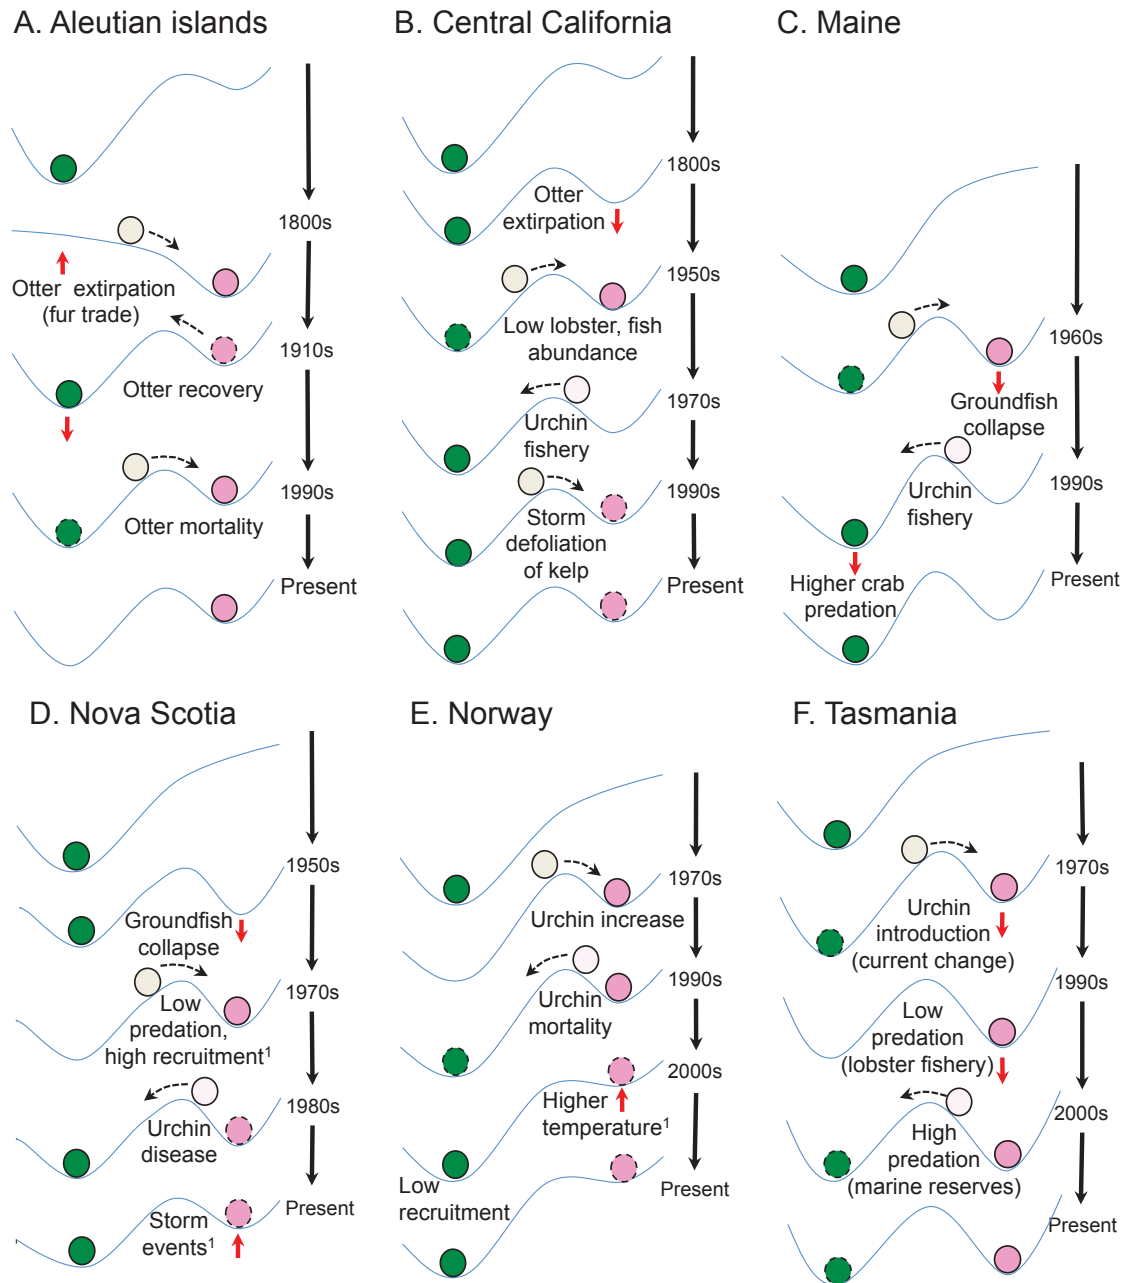 A. Aleutian islands
1800s
Otter extirpation
(fur trade)
1910s
Otter recovery
1990s
Otter mortality
Present
B. Central California
1800s
Otter
extirpation
1950s
Low lobster, fish
abundance
1970s
Urchin
fishery
1990s
Storm
defoliation
of kelp
Present
C. Maine
1960s
Groundfish
collapse
1990s
Urchin
fishery
Present
Higher crab
predation
D. Nova Scotia
1950s
Groundfish
collapse
1970s
Low
predation,
high recruitment¹
1980s
Urchin
disease
Present
Storm
events¹
E. Norway
1970s
Urchin increase
1990s
Urchin
mortality
2000s
Higher
temperature¹
Low
recruitment
Present
F. Tasmania
1970s
Urchin
introduction
(current change)
1990s
Low
predation
(lobster fishery)
2000s
High
predation
(marine reserves)
Present